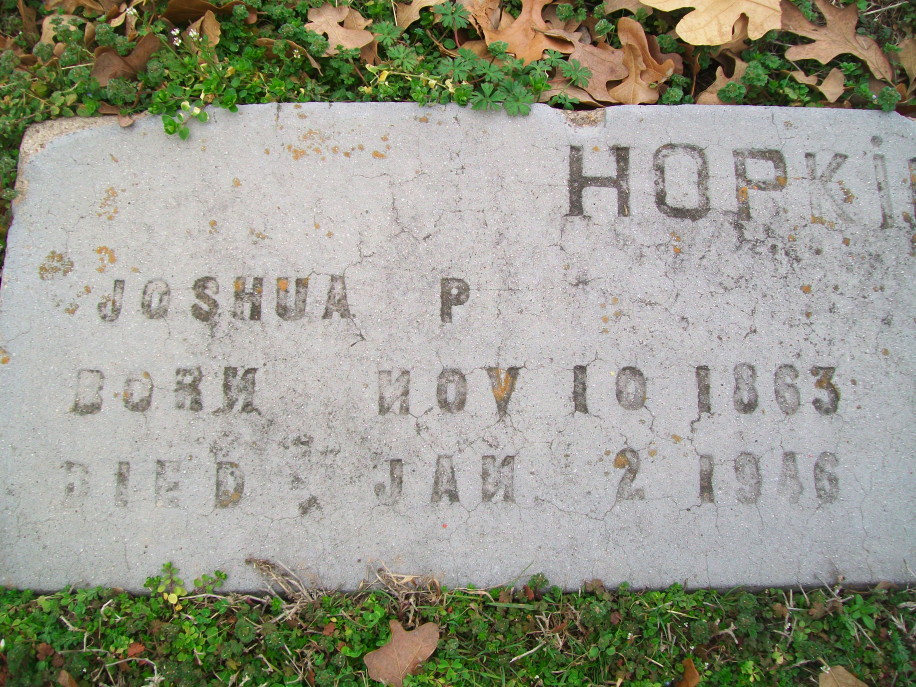 HOPKi
JOSHUA P
BORN NOV 10 1863
DIED JAN 2 1946